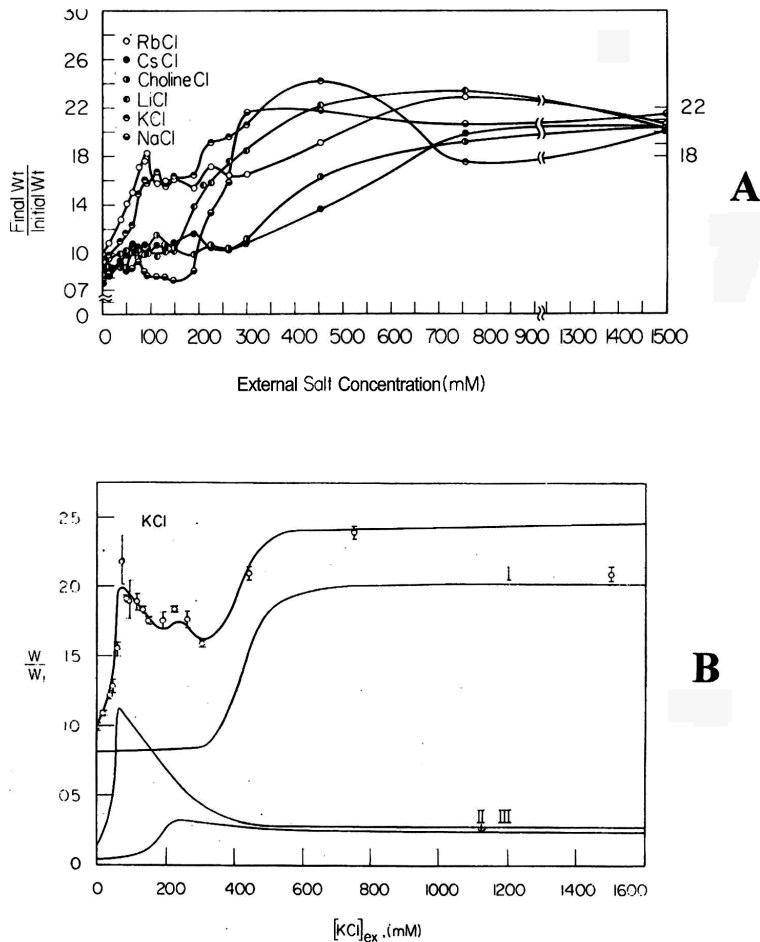 30
26
22
18
14
10
07
0
Final Wt
Initial Wt
RbCl
CsCl
CholineCl
LiCl
KCl
NaCl
22
18
A
0 100 200 300 400 500 600 700 800 900 1300 1400 1500
External Salt Concentration(mM)
KCl
25
20
15
10
05
0
W
W₁
B
II III
0 200 400 600 800 1000 1200 1400 1600
[KCl]ex ,(mM)